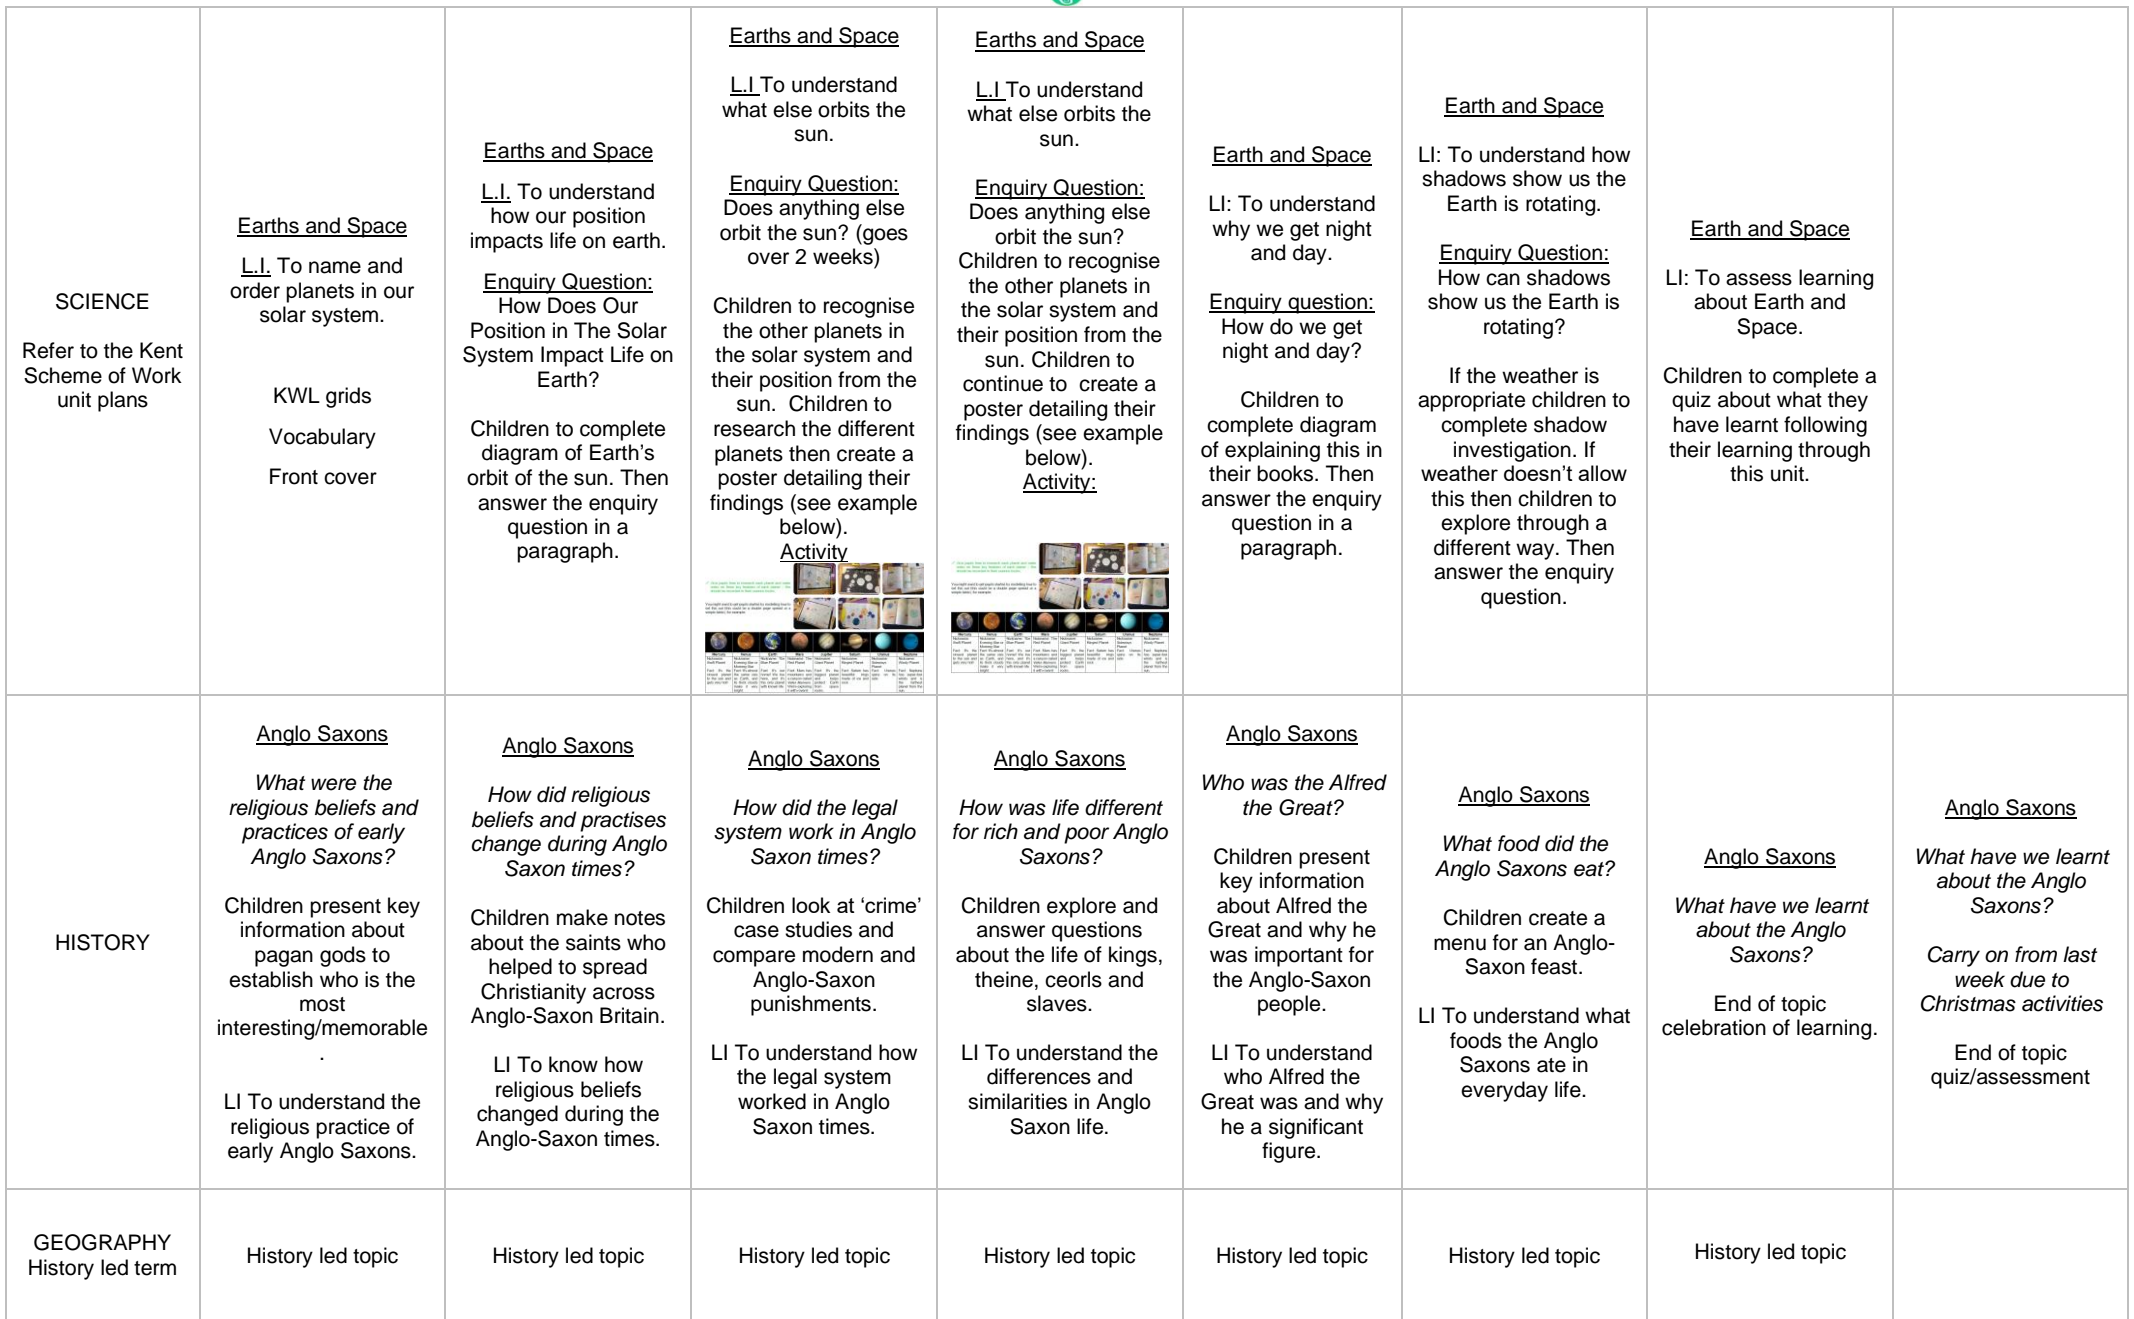 SCIENCE
Refer to the Kent
Scheme of Work
unit plans
Earths and Space
L.I. To name and
order planets in our
solar system.
KWL grids
Vocabulary
Front cover
Earths and Space
L.I. To understand
how our position
impacts life on earth.
Enquiry Question:
How Does Our
Position in The Solar
System Impact Life on
Earth?
Children to complete
diagram of Earth’s
orbit of the sun. Then
answer the enquiry
question in a
paragraph.
Earths and Space
L.I To understand
what else orbits the
sun.
Enquiry Question:
Does anything else
orbit the sun? (goes
over 2 weeks)
Children to recognise
the other planets in
the solar system and
their position from the
sun.  Children to
research the different
planets then create a
poster detailing their
findings (see example
below).
Activity
Mercury Venus Earth Mars Jupiter Saturn Uranus Neptune
Earths and Space
L.I To understand
what else orbits the
sun.
Enquiry Question:
Does anything else
orbit the sun?
Children to recognise
the other planets in
the solar system and
their position from the
sun. Children to
continue to  create a
poster detailing their
findings (see example
below).
Activity:
Mercury Venus Earth Mars Jupiter Saturn Uranus Neptune
Earth and Space
LI: To understand
why we get night
and day.
Enquiry question:
How do we get
night and day?
Children to
complete diagram
of explaining this in
their books. Then
answer the enquiry
question in a
paragraph.
Earth and Space
LI: To understand how
shadows show us the
Earth is rotating.
Enquiry Question:
How can shadows
show us the Earth is
rotating?
If the weather is
appropriate children to
complete shadow
investigation. If
weather doesn’t allow
this then children to
explore through a
different way. Then
answer the enquiry
question.
Earth and Space
LI: To assess learning
about Earth and
Space.
Children to complete a
quiz about what they
have learnt following
their learning through
this unit.
HISTORY
Anglo Saxons
What were the
religious beliefs and
practices of early
Anglo Saxons?
Children present key
information about
pagan gods to
establish who is the
most
interesting/memorable
.
LI To understand the
religious practice of
early Anglo Saxons.
Anglo Saxons
How did religious
beliefs and practises
change during Anglo
Saxon times?
Children make notes
about the saints who
helped to spread
Christianity across
Anglo-Saxon Britain.
LI To know how
religious beliefs
changed during the
Anglo-Saxon times.
Anglo Saxons
How did the legal
system work in Anglo
Saxon times?
Children look at ‘crime’
case studies and
compare modern and
Anglo-Saxon
punishments.
LI To understand how
the legal system
worked in Anglo
Saxon times.
Anglo Saxons
How was life different
for rich and poor Anglo
Saxons?
Children explore and
answer questions
about the life of kings,
theine, ceorls and
slaves.
LI To understand the
differences and
similarities in Anglo
Saxon life.
Anglo Saxons
Who was the Alfred
the Great?
Children present
key information
about Alfred the
Great and why he
was important for
the Anglo-Saxon
people.
LI To understand
who Alfred the
Great was and why
he a significant
figure.
Anglo Saxons
What food did the
Anglo Saxons eat?
Children create a
menu for an Anglo-
Saxon feast.
LI To understand what
foods the Anglo
Saxons ate in
everyday life.
Anglo Saxons
What have we learnt
about the Anglo
Saxons?
End of topic
celebration of learning.
Anglo Saxons
What have we learnt
about the Anglo
Saxons?
Carry on from last
week due to
Christmas activities
End of topic
quiz/assessment
GEOGRAPHY
History led term
History led topic
History led topic
History led topic
History led topic
History led topic
History led topic
History led topic